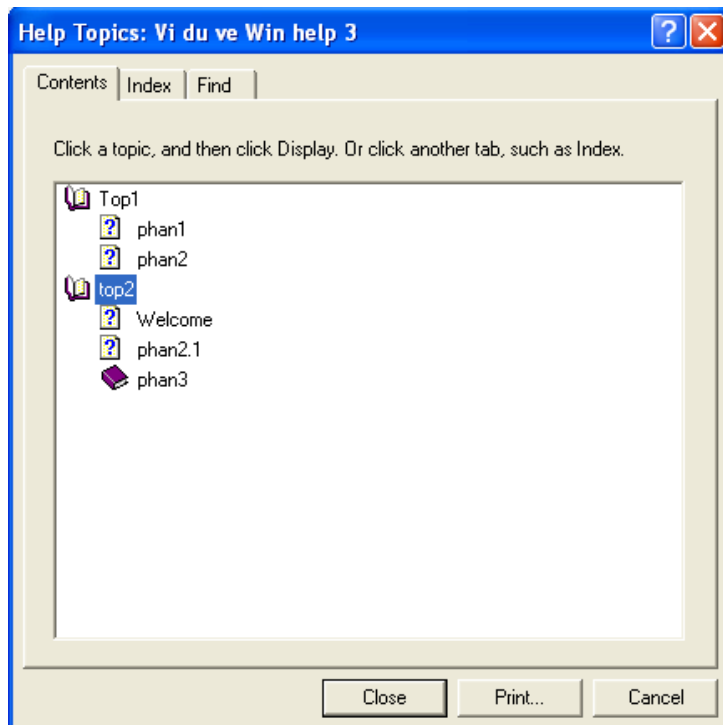 Help Topics: Vi du ve Win help 3
Contents Index Find
Click a topic, and then click Display. Or click another tab, such as Index.
Top1
phan1
phan2
top2
Welcome
phan2.1
phan3
Close Print... Cancel